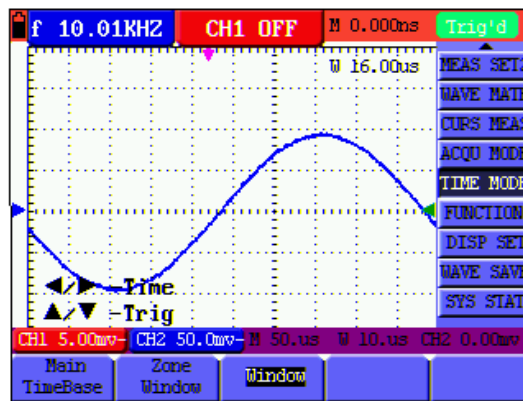 f 10.01KHZ CH1 OFF M 0.000ns Trig'd
W 16.00us
MEAS SET
WAVE MATH
CURS MEAS
ACQU MODE
TIME MODE
FUNCTION
DISP SET
WAVE SAVE
SYS STAT
◀/▶ -Time
▲/▼ -Trig
CH1 5.00mv- CH2 50.0mv- M 50.us W 10.us CH2 0.00mv
Main TimeBase
Zone Window
Window